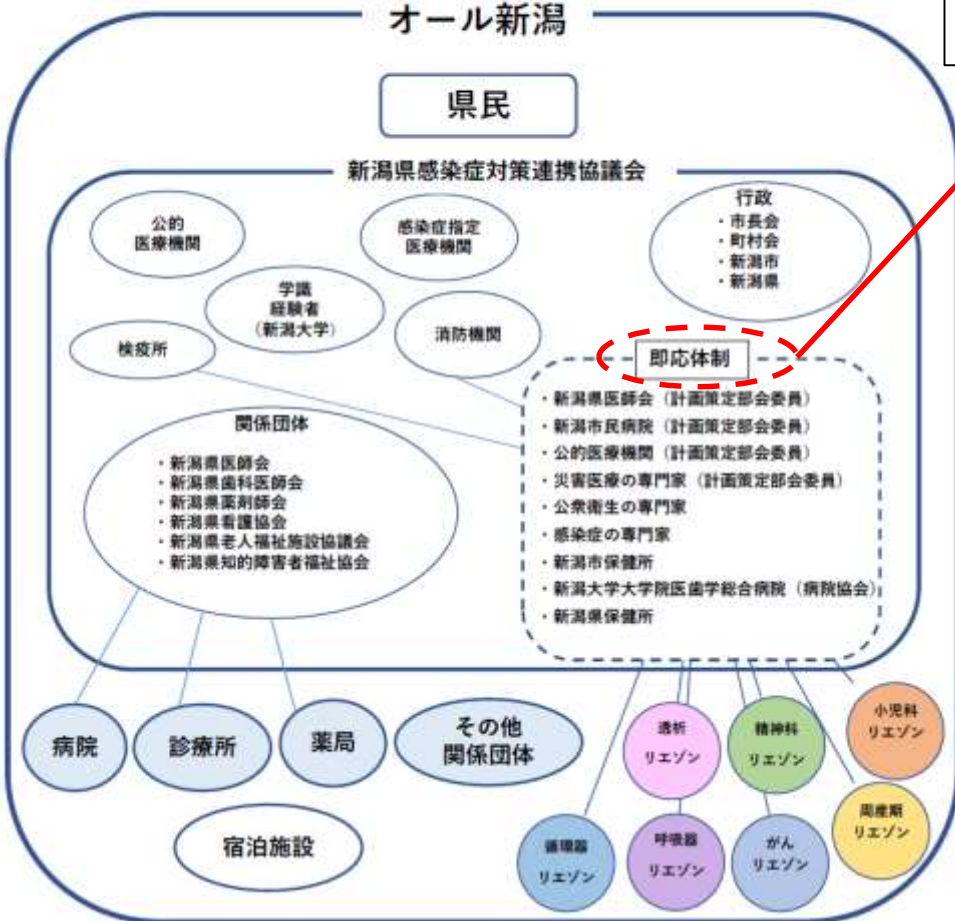 オール新潟
県民
新潟県感染症対策連携協議会
公的
医療機関
感染症指定
医療機関
行政
・市長会
・町村会
・新潟市
・新潟県
学識
経験者
（新潟大学）
検疫所
消防機関
即応体制
・新潟県医師会（計画策定部会委員）
・新潟市民病院（計画策定部会委員）
・公的医療機関（計画策定部会委員）
・災害医療の専門家（計画策定部会委員）
・公衆衛生の専門家
・感染症の専門家
・新潟市保健所
・新潟大学大学院医歯学総合病院（病院協会）
・新潟県保健所
関係団体
・新潟県医師会
・新潟県歯科医師会
・新潟県薬剤師会
・新潟県看護協会
・新潟県老人福祉施設協議会
・新潟県知的障害者福祉協会
病院
診療所
薬局
その他
関係団体
宿泊施設
透析
リエゾン
精神科
リエゾン
小児科
リエゾン
循環器
リエゾン
呼吸器
リエゾン
がん
リエゾン
周産期
リエゾン